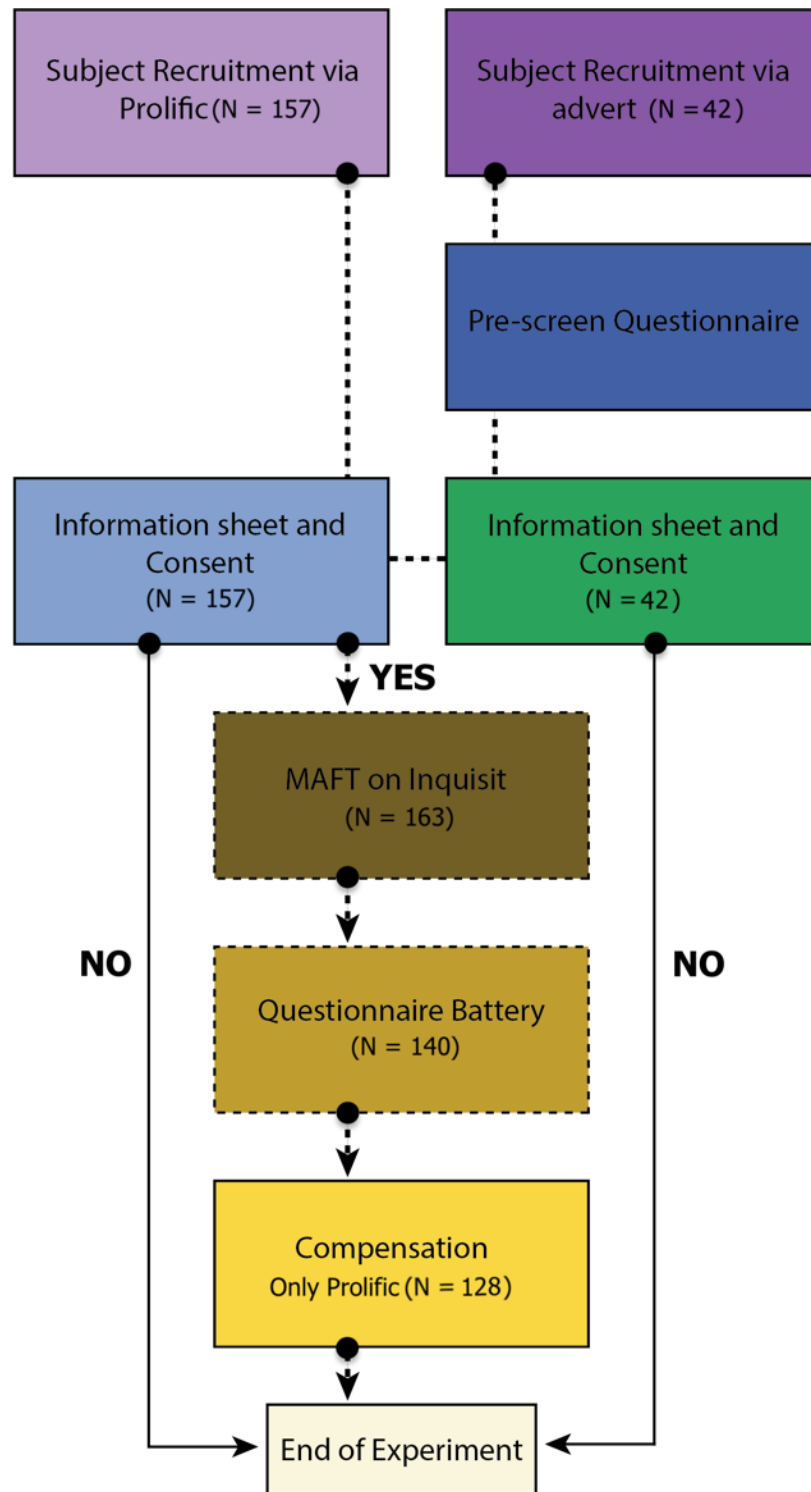 Subject Recruitment via
Prolific (N = 157)
Subject Recruitment via
advert (N = 42)
Pre-screen Questionnaire
Information sheet and
Consent
(N = 157)
Information sheet and
Consent
(N = 42)
YES
MAFT on Inquisit
(N = 163)
NO
NO
Questionnaire Battery
(N = 140)
Compensation
Only Prolific (N = 128)
End of Experiment